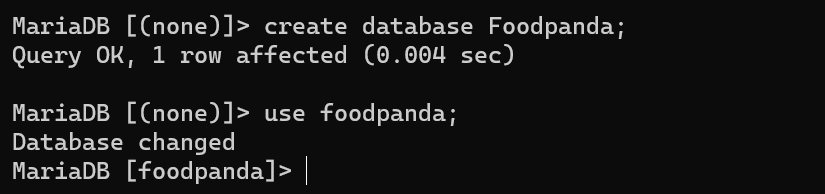 MariaDB [(none)]> create database Foodpanda;
Query OK, 1 row affected (0.004 sec)
MariaDB [(none)]> use foodpanda;
Database changed
MariaDB [foodpanda]>